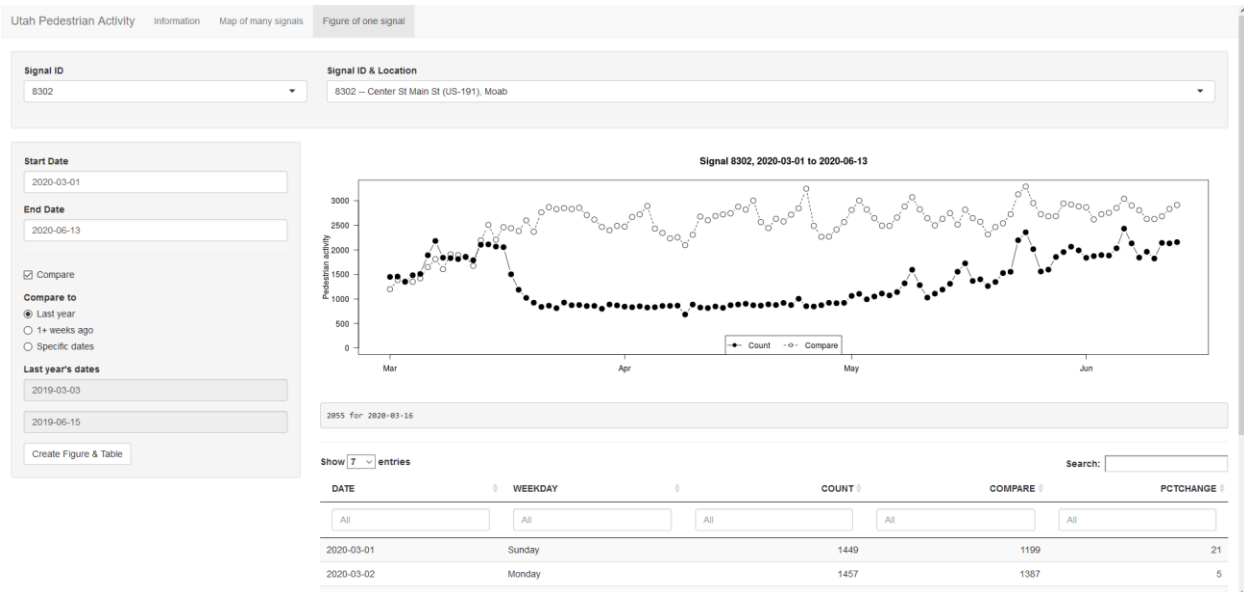 Utah Pedestrian Activity Information Map of many signals Figure of one signal
Signal ID
8302
Signal ID & Location
8302 -- Center St Main St (US-191), Moab
Start Date
2020-03-01
End Date
2020-06-13
Compare
Compare to
Last year
1+ weeks ago
Specific dates
Last year's dates
2019-03-03
2019-06-15
Create Figure & Table
Signal 8302, 2020-03-01 to 2020-06-13
Pedestrian activity
3000
2500
2000
1500
1000
500
0
Count Compare
Mar Apr May Jun
2055 for 2020-03-16
Show 7 entries
Search:
DATE WEEKDAY COUNT COMPARE PCTCHANGE
All All All All All
2020-03-01 Sunday 1449 1199 21
2020-03-02 Monday 1457 1387 5